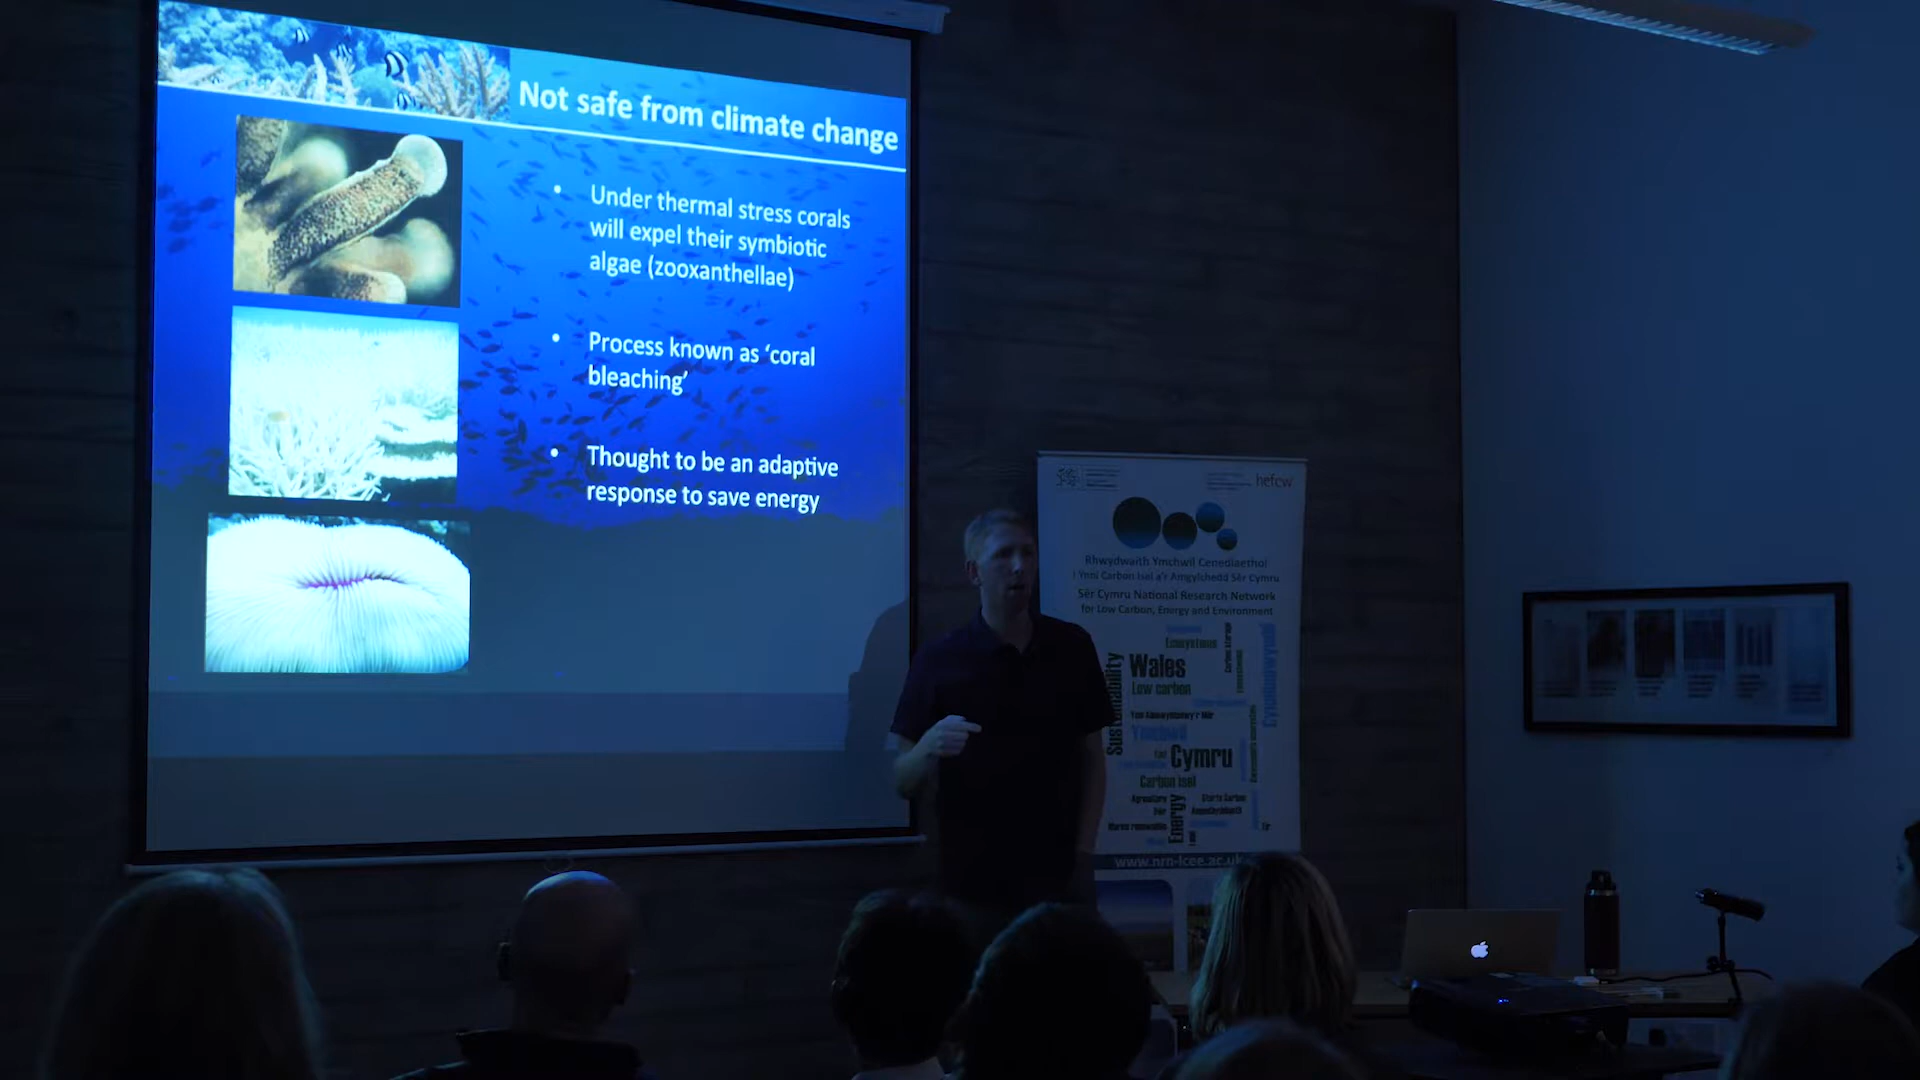 Not safe from climate change
• Under thermal stress corals
will expel their symbiotic
algae (zooxanthellae)
• Process known as ‘coral
bleaching’
• Thought to be an adaptive
response to save energy
hefcw
Rhwydwaith Ymchwil Cenedlaethol
i Ynni Carbon Isel a'r Amgylchedd Sêr Cymru
Sêr Cymru National Research Network
for Low Carbon, Energy and Environment
Ecosystems
Wales
Low carbon
Sustainability
Ymchwil
Cymru
Carbon isel
Energy
www.nrn-lcee.ac.uk